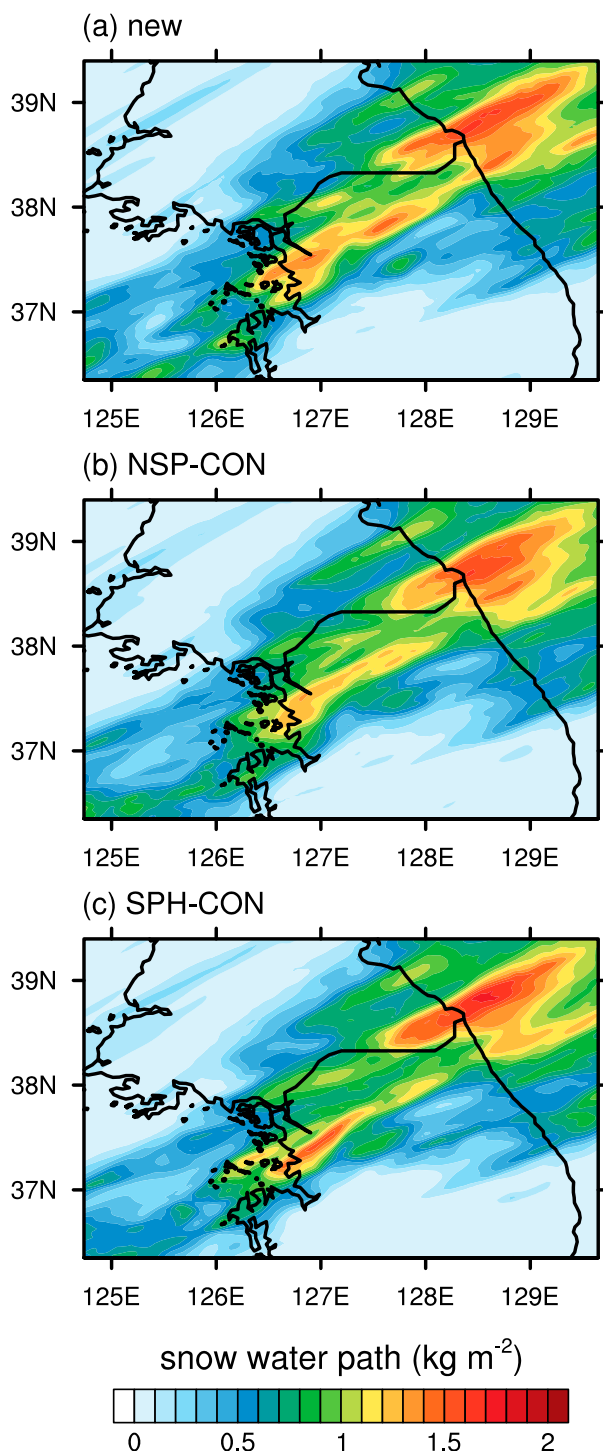 (a) new
39N
38N
37N
125E 126E 127E 128E 129E
(b) NSP-CON
39N
38N
37N
125E 126E 127E 128E 129E
(c) SPH-CON
39N
38N
37N
125E 126E 127E 128E 129E
snow water path (kg m⁻²)
0 0.5 1 1.5 2